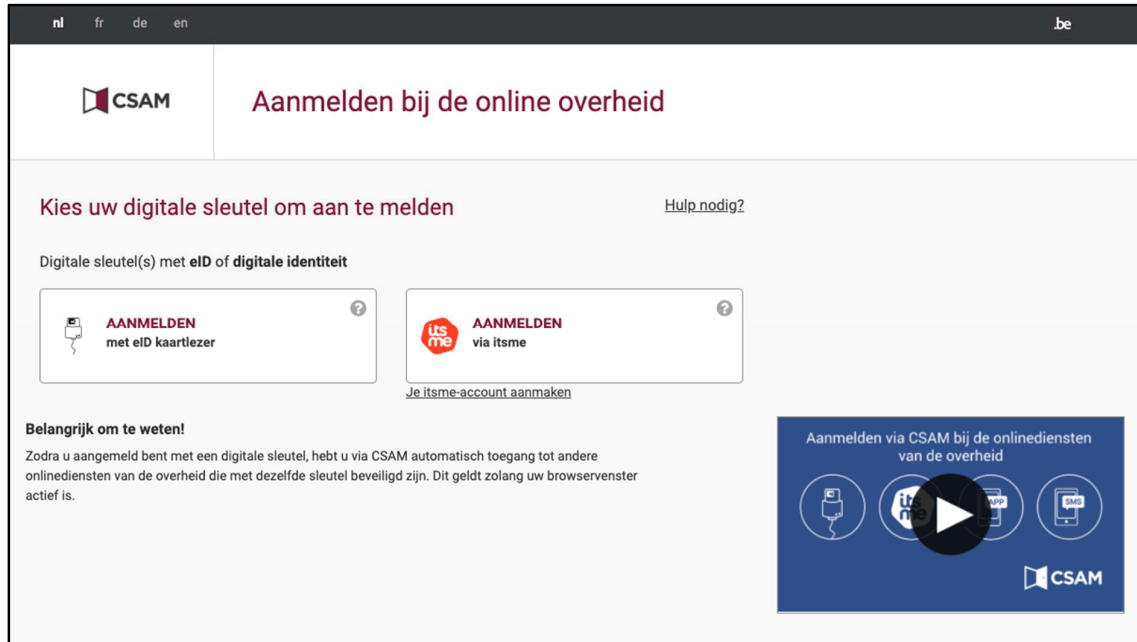 nl fr de en
.be
CSAM
Aanmelden bij de online overheid
Kies uw digitale sleutel om aan te melden
Hulp nodig?
Digitale sleutel(s) met eID of digitale identiteit
?
AANMELDEN
met eID kaartlezer
?
its
me
AANMELDEN
via itsme
Je itsme-account aanmaken
Belangrijk om te weten!
Zodra u aangemeld bent met een digitale sleutel, hebt u via CSAM automatisch toegang tot andere
onlinediensten van de overheid die met dezelfde sleutel beveiligd zijn. Dit geldt zolang uw browservenster
actief is.
Aanmelden via CSAM bij de onlinediensten
van de overheid
its
me
APP
SMS
CSAM